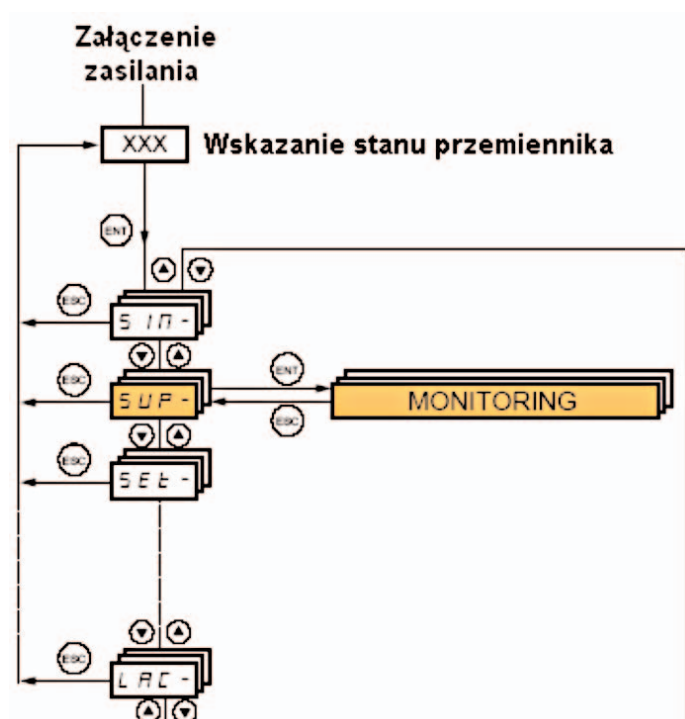 Załączenie
zasilania
XXX Wskazanie stanu przemiennika
ENT
ESC
SIM-
ESC ENT
SUP- MONITORING
ESC
ESC
SEt-
ESC
LAC-